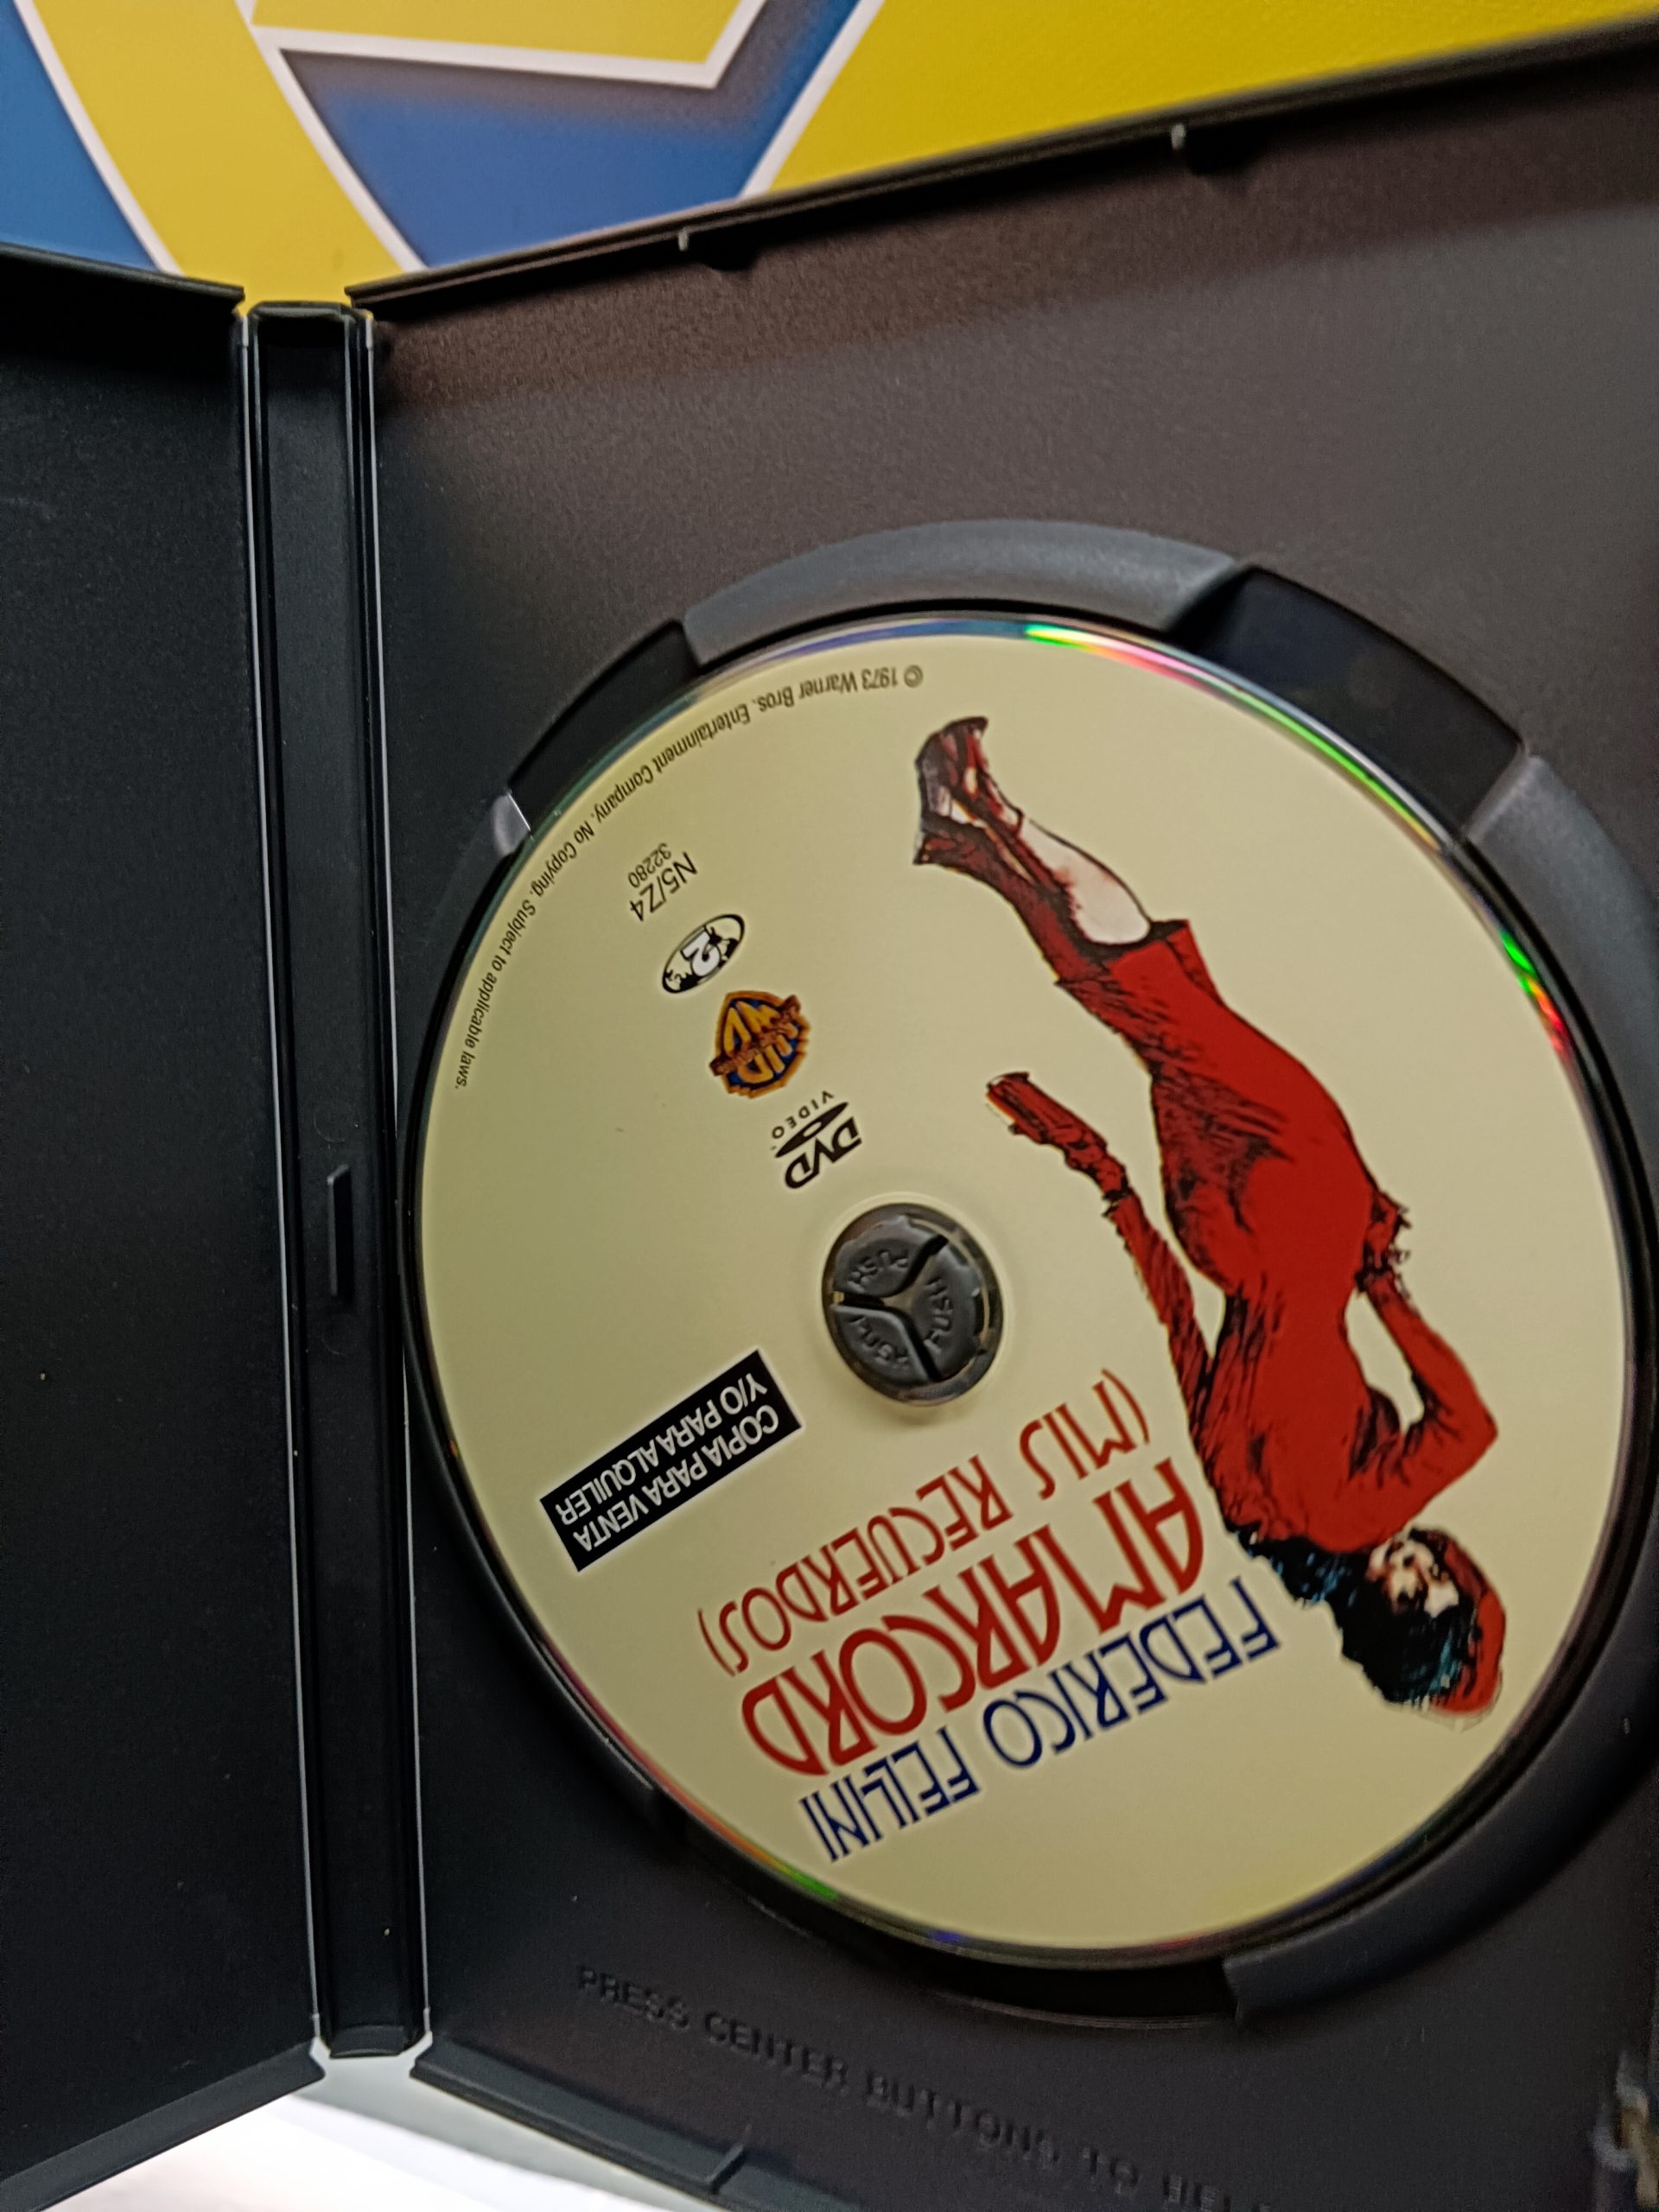 FEDERICO FELLINI
AMARCORD
(MIS RECUERDOS)
COPIA PARA VENTA
Y/O PARA ALQUILER
PUSH
PUSH
PUSH
DVD
VIDEO
WB
2
N5/Z4
32280
© 1973 Warner Bros. Entertainment Company. No Copying. Subject to applicable laws.
PRESS CENTER BUTTONS TO